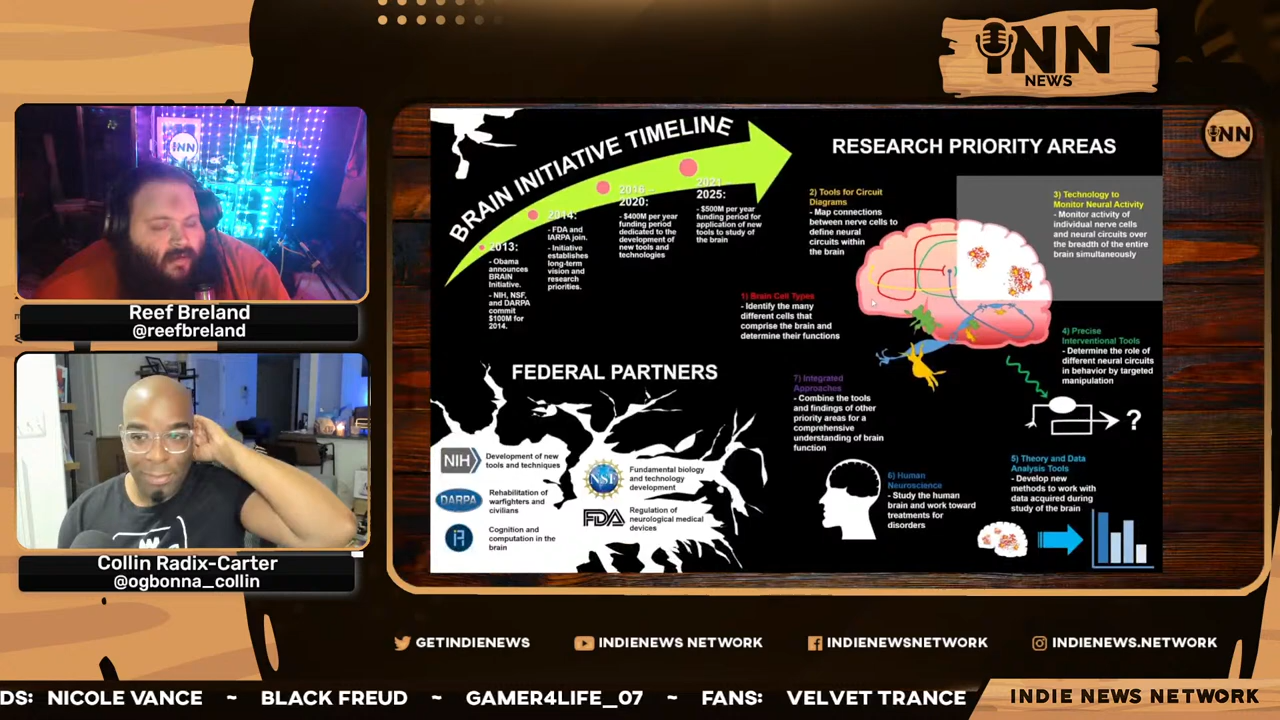 INN
NEWS
INN
INN
Reef Breland
@reefbreland
Collin Radix-Carter
@ogbonna_collin
BRAIN INITIATIVE TIMELINE
2013:
- Obama
announces
BRAIN
Initiative.
- NIH, NSF,
and DARPA
commit
$100M for
2014.
2014:
- FDA and
IARPA join.
- Initiative
establishes
long-term
vision and
research
priorities.
2016 -
2020:
- $400M per year
funding period
dedicated to the
development of
new tools and
technologies
2021 -
2025:
- $500M per year
funding period for
application of new
tools to study of
the brain
RESEARCH PRIORITY AREAS
1) Brain Cell Types
- Identify the many
different cells that
comprise the brain and
determine their functions
2) Tools for Circuit
Diagrams
- Map connections
between nerve cells to
define neural
circuits within
the brain
3) Technology to
Monitor Neural Activity
- Monitor activity of
individual nerve cells
and neural circuits over
the breadth of the entire
brain simultaneously
4) Precise
Interventional Tools
- Determine the role of
different neural circuits
in behavior by targeted
manipulation
?
5) Theory and Data
Analysis Tools
- Develop new
methods to work with
data acquired during
study of the brain
6) Human
Neuroscience
- Study the human
brain and work toward
treatments for
disorders
7) Integrated
Approaches
- Combine the tools
and findings of other
priority areas for a
comprehensive
understanding of brain
function
FEDERAL PARTNERS
NIH
Development of new
tools and techniques
DARPA
Rehabilitation of
warfighters and
civilians
Cognition and
computation in the
brain
NSF
Fundamental biology
and technology
development
FDA
Regulation of
neurological medical
devices
GETINDIENEWS
INDIENEWS NETWORK
INDIENEWSNETWORK
INDIENEWS.NETWORK
DS: NICOLE VANCE ~ BLACK FREUD ~ GAMER4LIFE_07 ~ FANS: VELVET TRANCE
INDIE NEWS NETWORK